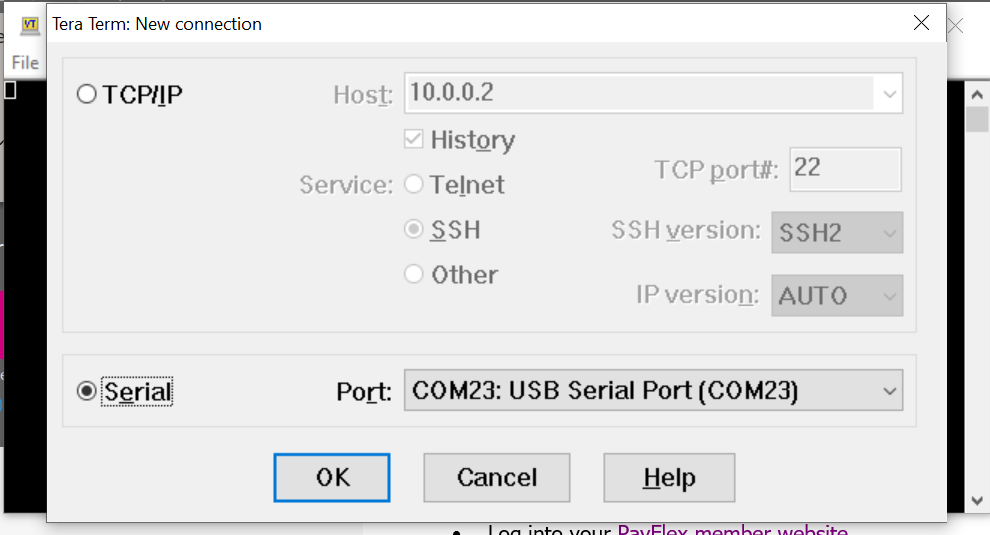 VT
Tera Term: New connection
File
TCP/IP
Host:
10.0.0.2
History
Service:
Telnet
TCP port#:
22
SSH
SSH version:
SSH2
Other
IP version:
AUTO
Serial
Port:
COM23: USB Serial Port (COM23)
OK
Cancel
Help
Log into your PayFlex member website